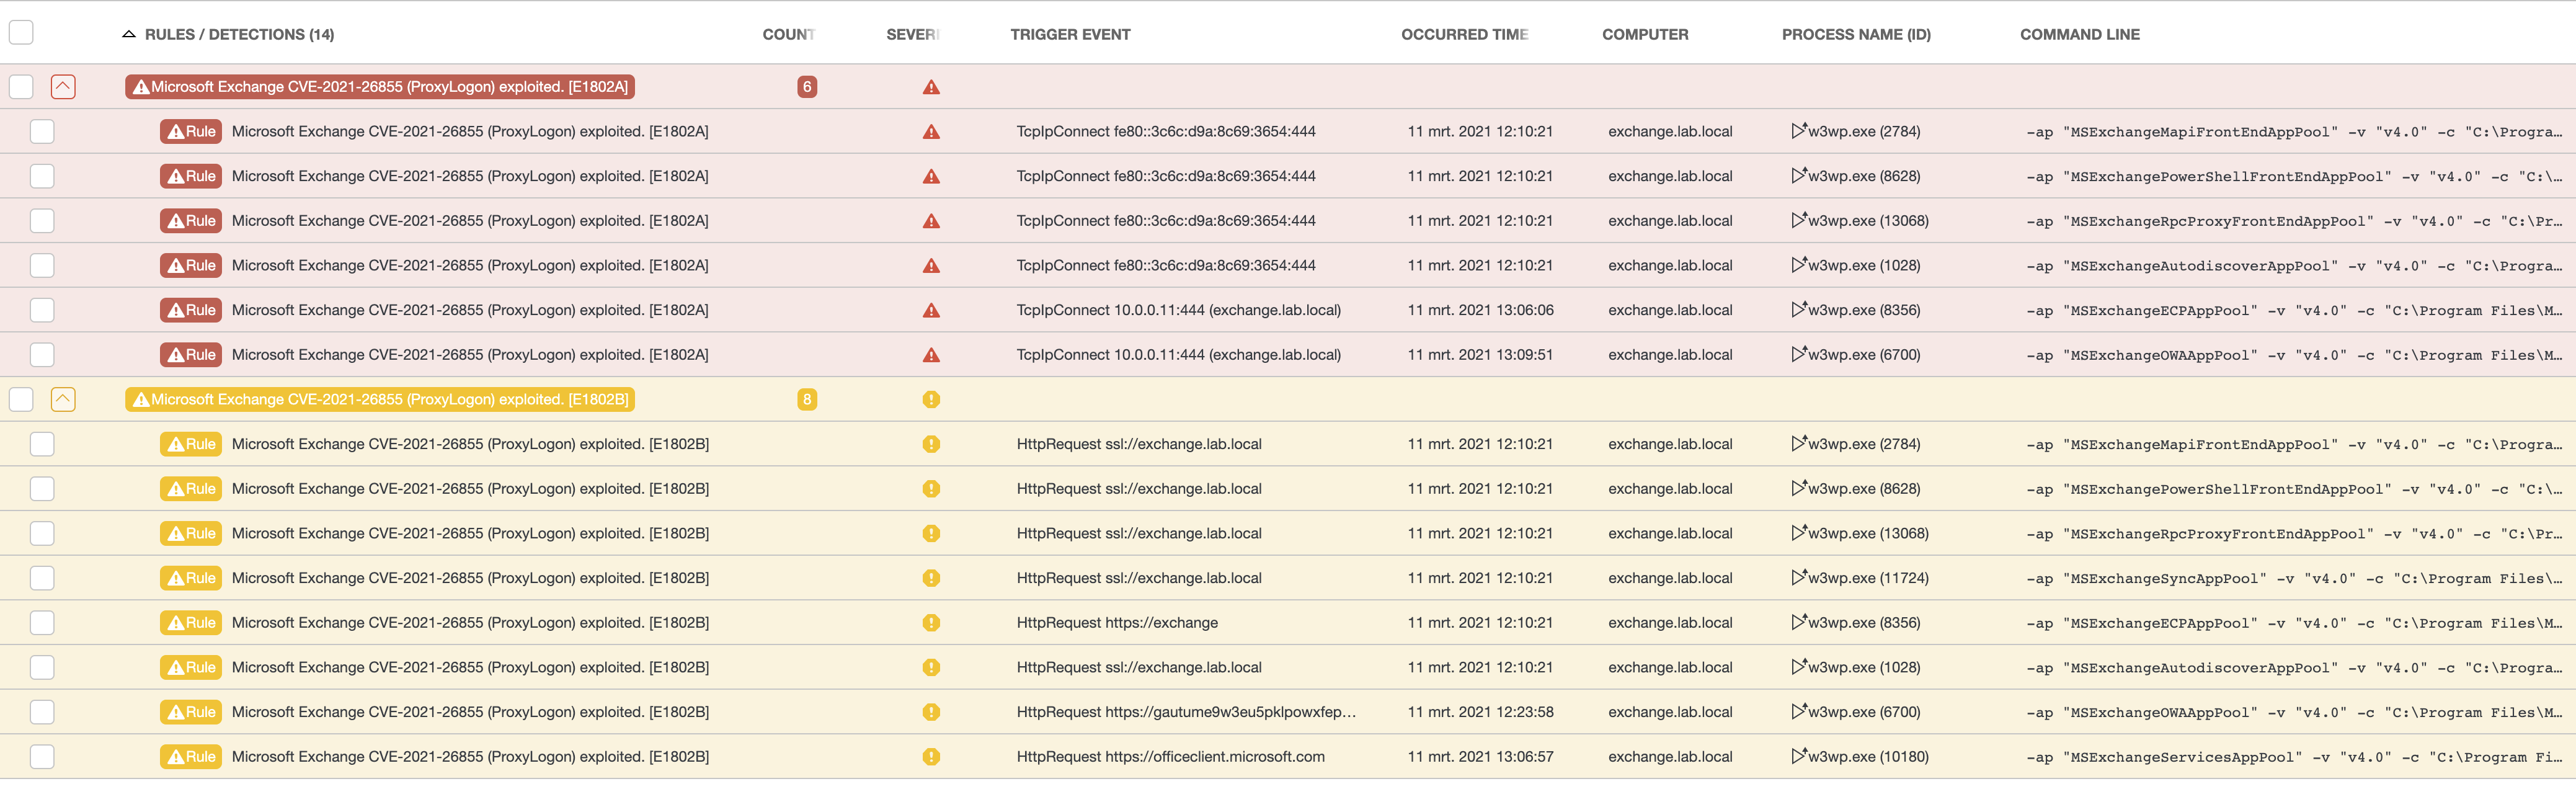 RULES / DETECTIONS (14) COUNT SEVERI TRIGGER EVENT OCCURRED TIME COMPUTER PROCESS NAME (ID) COMMAND LINE
Microsoft Exchange CVE-2021-26855 (ProxyLogon) exploited. [E1802A] 6
Rule Microsoft Exchange CVE-2021-26855 (ProxyLogon) exploited. [E1802A] TcpIpConnect fe80::3c6c:d9a:8c69:3654:444 11 mrt. 2021 12:10:21 exchange.lab.local w3wp.exe (2784) -ap "MSExchangeMapiFrontEndAppPool" -v "v4.0" -c "C:\Progra…
Rule Microsoft Exchange CVE-2021-26855 (ProxyLogon) exploited. [E1802A] TcpIpConnect fe80::3c6c:d9a:8c69:3654:444 11 mrt. 2021 12:10:21 exchange.lab.local w3wp.exe (8628) -ap "MSExchangePowerShellFrontEndAppPool" -v "v4.0" -c "C:\…
Rule Microsoft Exchange CVE-2021-26855 (ProxyLogon) exploited. [E1802A] TcpIpConnect fe80::3c6c:d9a:8c69:3654:444 11 mrt. 2021 12:10:21 exchange.lab.local w3wp.exe (13068) -ap "MSExchangeRpcProxyFrontEndAppPool" -v "v4.0" -c "C:\Pr…
Rule Microsoft Exchange CVE-2021-26855 (ProxyLogon) exploited. [E1802A] TcpIpConnect fe80::3c6c:d9a:8c69:3654:444 11 mrt. 2021 12:10:21 exchange.lab.local w3wp.exe (1028) -ap "MSExchangeAutodiscoverAppPool" -v "v4.0" -c "C:\Progra…
Rule Microsoft Exchange CVE-2021-26855 (ProxyLogon) exploited. [E1802A] TcpIpConnect 10.0.0.11:444 (exchange.lab.local) 11 mrt. 2021 13:06:06 exchange.lab.local w3wp.exe (8356) -ap "MSExchangeECPAppPool" -v "v4.0" -c "C:\Program Files\M…
Rule Microsoft Exchange CVE-2021-26855 (ProxyLogon) exploited. [E1802A] TcpIpConnect 10.0.0.11:444 (exchange.lab.local) 11 mrt. 2021 13:09:51 exchange.lab.local w3wp.exe (6700) -ap "MSExchangeOWAAppPool" -v "v4.0" -c "C:\Program Files\M…
Microsoft Exchange CVE-2021-26855 (ProxyLogon) exploited. [E1802B] 8
Rule Microsoft Exchange CVE-2021-26855 (ProxyLogon) exploited. [E1802B] HttpRequest ssl://exchange.lab.local 11 mrt. 2021 12:10:21 exchange.lab.local w3wp.exe (2784) -ap "MSExchangeMapiFrontEndAppPool" -v "v4.0" -c "C:\Progra…
Rule Microsoft Exchange CVE-2021-26855 (ProxyLogon) exploited. [E1802B] HttpRequest ssl://exchange.lab.local 11 mrt. 2021 12:10:21 exchange.lab.local w3wp.exe (8628) -ap "MSExchangePowerShellFrontEndAppPool" -v "v4.0" -c "C:\…
Rule Microsoft Exchange CVE-2021-26855 (ProxyLogon) exploited. [E1802B] HttpRequest ssl://exchange.lab.local 11 mrt. 2021 12:10:21 exchange.lab.local w3wp.exe (13068) -ap "MSExchangeRpcProxyFrontEndAppPool" -v "v4.0" -c "C:\Pr…
Rule Microsoft Exchange CVE-2021-26855 (ProxyLogon) exploited. [E1802B] HttpRequest ssl://exchange.lab.local 11 mrt. 2021 12:10:21 exchange.lab.local w3wp.exe (11724) -ap "MSExchangeSyncAppPool" -v "v4.0" -c "C:\Program Files\…
Rule Microsoft Exchange CVE-2021-26855 (ProxyLogon) exploited. [E1802B] HttpRequest https://exchange 11 mrt. 2021 12:10:21 exchange.lab.local w3wp.exe (8356) -ap "MSExchangeECPAppPool" -v "v4.0" -c "C:\Program Files\M…
Rule Microsoft Exchange CVE-2021-26855 (ProxyLogon) exploited. [E1802B] HttpRequest ssl://exchange.lab.local 11 mrt. 2021 12:10:21 exchange.lab.local w3wp.exe (1028) -ap "MSExchangeAutodiscoverAppPool" -v "v4.0" -c "C:\Progra…
Rule Microsoft Exchange CVE-2021-26855 (ProxyLogon) exploited. [E1802B] HttpRequest https://gautume9w3eu5pklpowxfep… 11 mrt. 2021 12:23:58 exchange.lab.local w3wp.exe (6700) -ap "MSExchangeOWAAppPool" -v "v4.0" -c "C:\Program Files\M…
Rule Microsoft Exchange CVE-2021-26855 (ProxyLogon) exploited. [E1802B] HttpRequest https://officeclient.microsoft.com 11 mrt. 2021 13:06:57 exchange.lab.local w3wp.exe (10180) -ap "MSExchangeServicesAppPool" -v "v4.0" -c "C:\Program Fi…